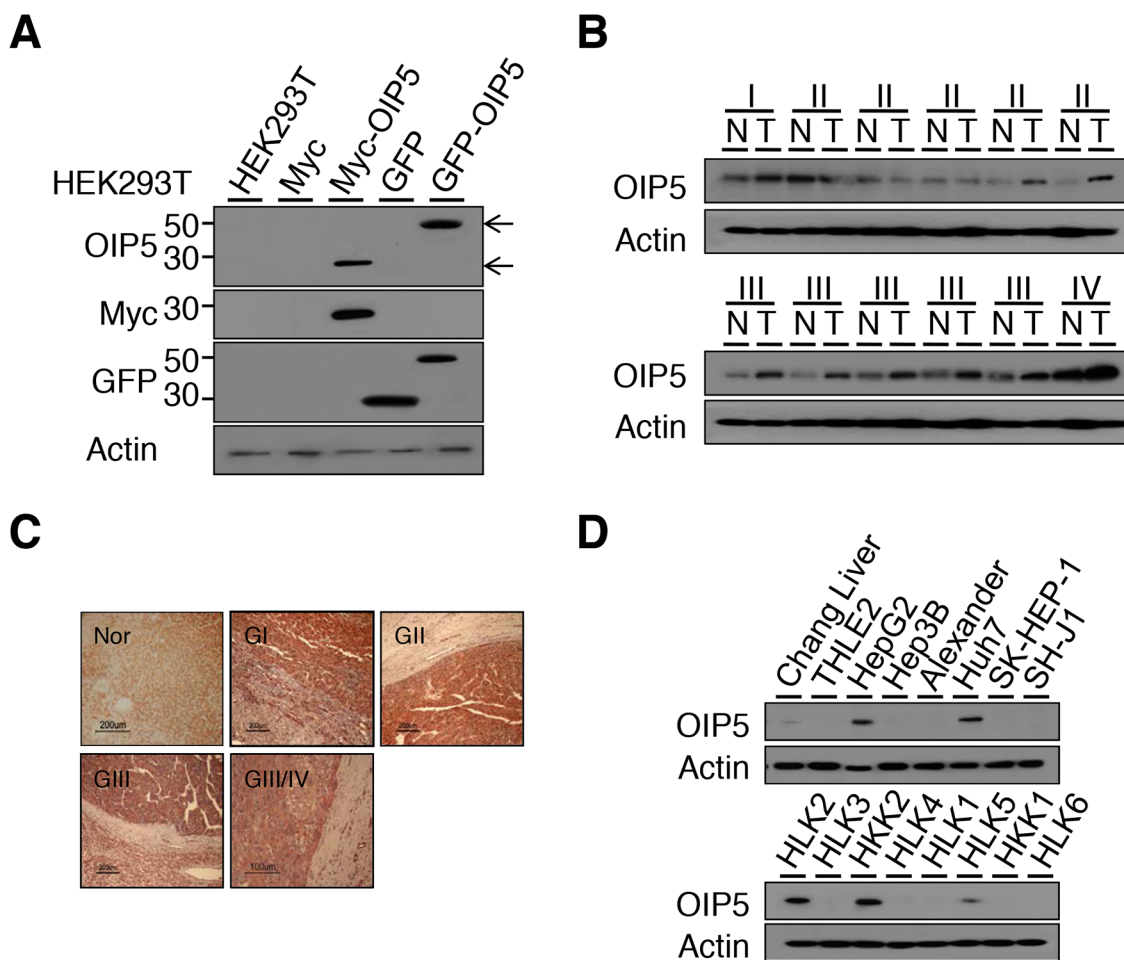 A
HEK293T
HEK293T
Myc
Myc-OIP5
GFP
GFP-OIP5
OIP5
50
30
Myc
30
GFP
50
30
Actin
B
I II II II II II
N T N T N T N T N T N T
OIP5
Actin
III III III III III IV
N T N T N T N T N T N T
OIP5
Actin
C
Nor
200um
GI
200um
GII
200um
GIII
200um
GIII/IV
100um
D
Chang Liver
THLE2
HepG2
Hep3B
Alexander
Huh7
SK-HEP-1
SH-J1
OIP5
Actin
HLK2
HLK3
HKK2
HLK4
HLK1
HLK5
HKK1
HLK6
OIP5
Actin